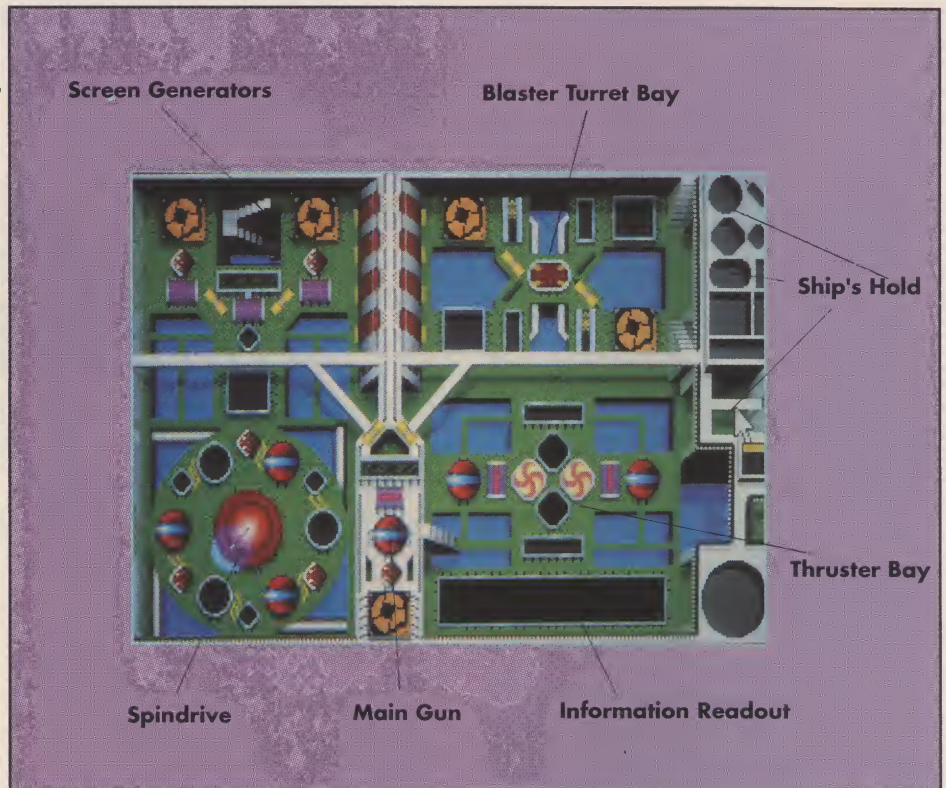 Screen Generators
Blaster Turret Bay
Ship's Hold
Thruster Bay
Spindrive
Main Gun
Information Readout